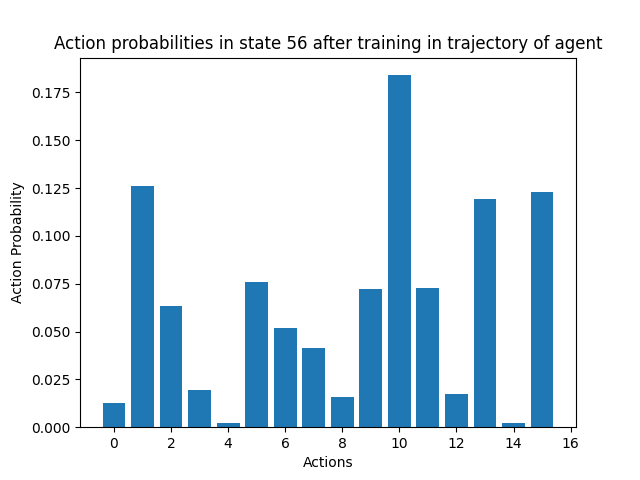 Action probabilities in state 56 after training in trajectory of agent
0.175
0.150
0.125
0.100
0.075
0.050
0.025
0.000
Action Probability
0 2 4 6 8 10 12 14 16
Actions